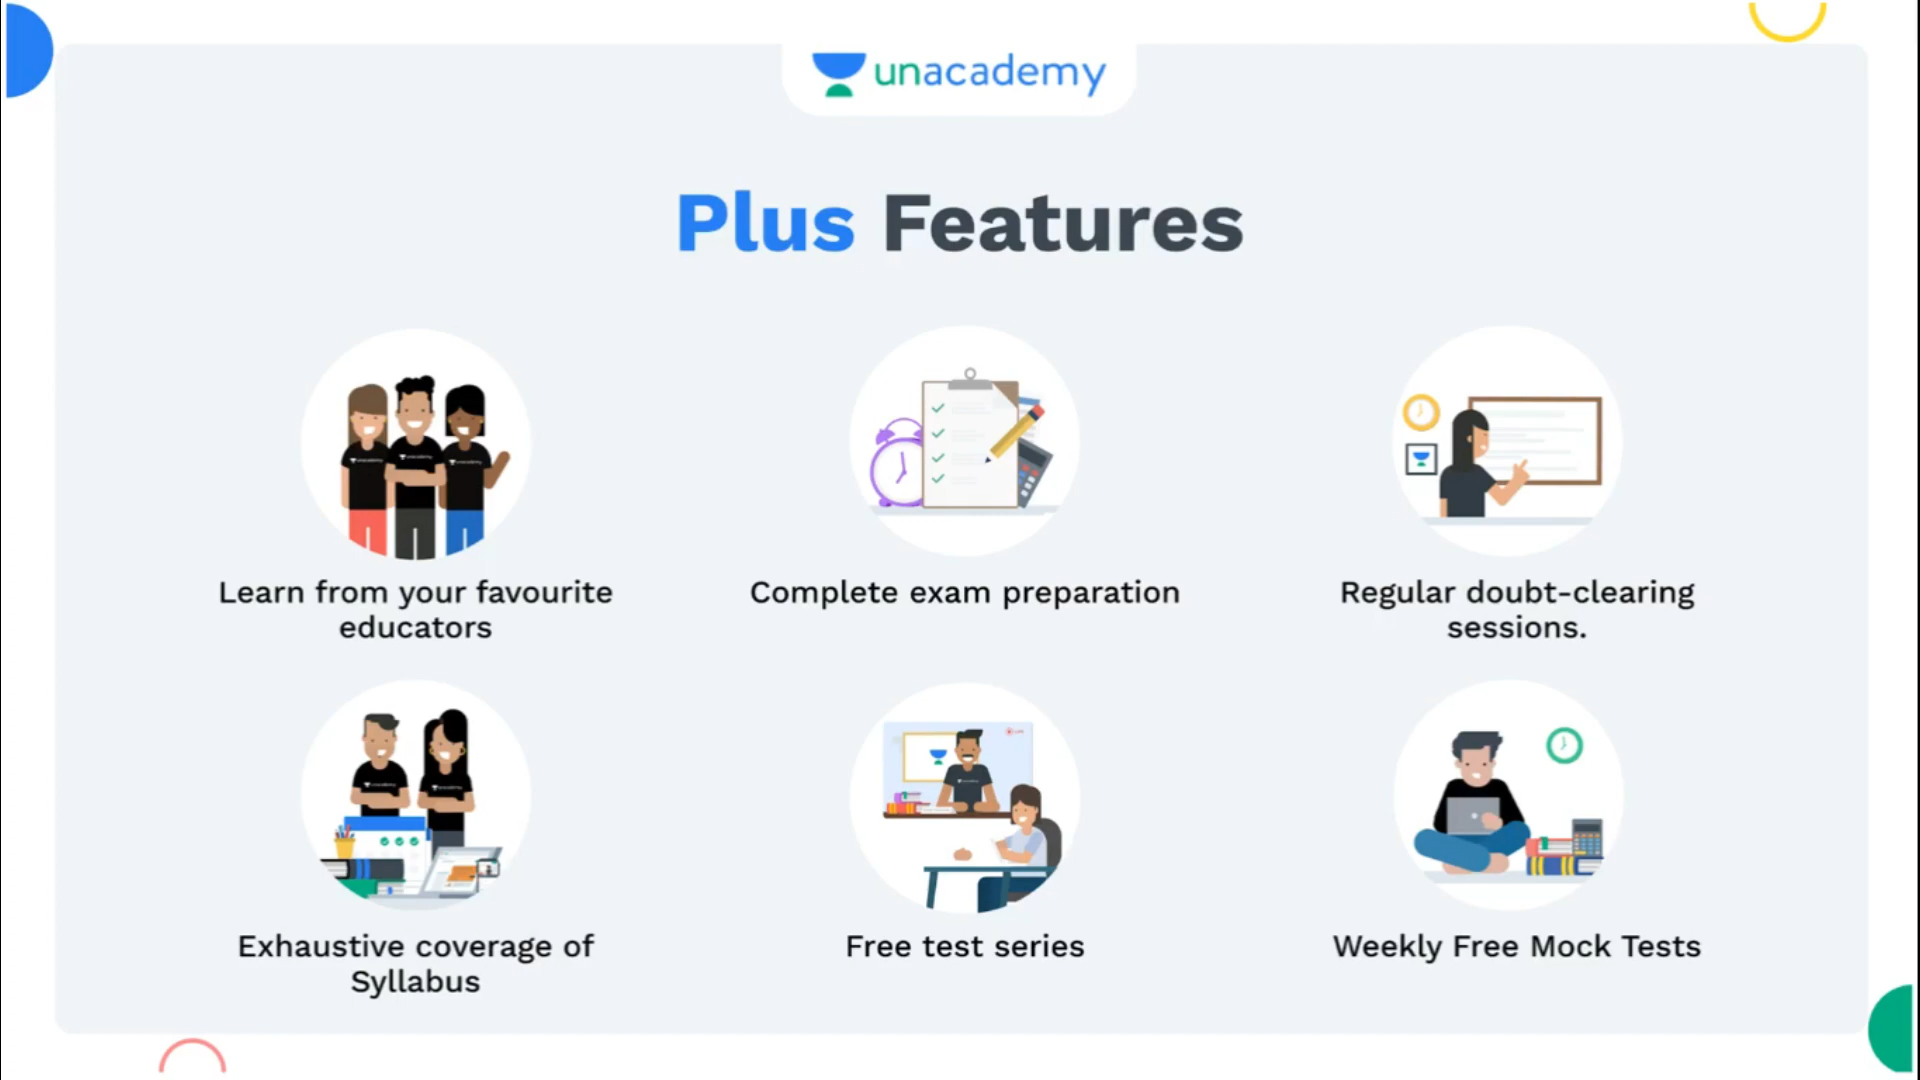 unacademy
Plus Features
Learn from your favourite
educators
Complete exam preparation
Regular doubt-clearing
sessions.
Exhaustive coverage of
Syllabus
Free test series
Weekly Free Mock Tests